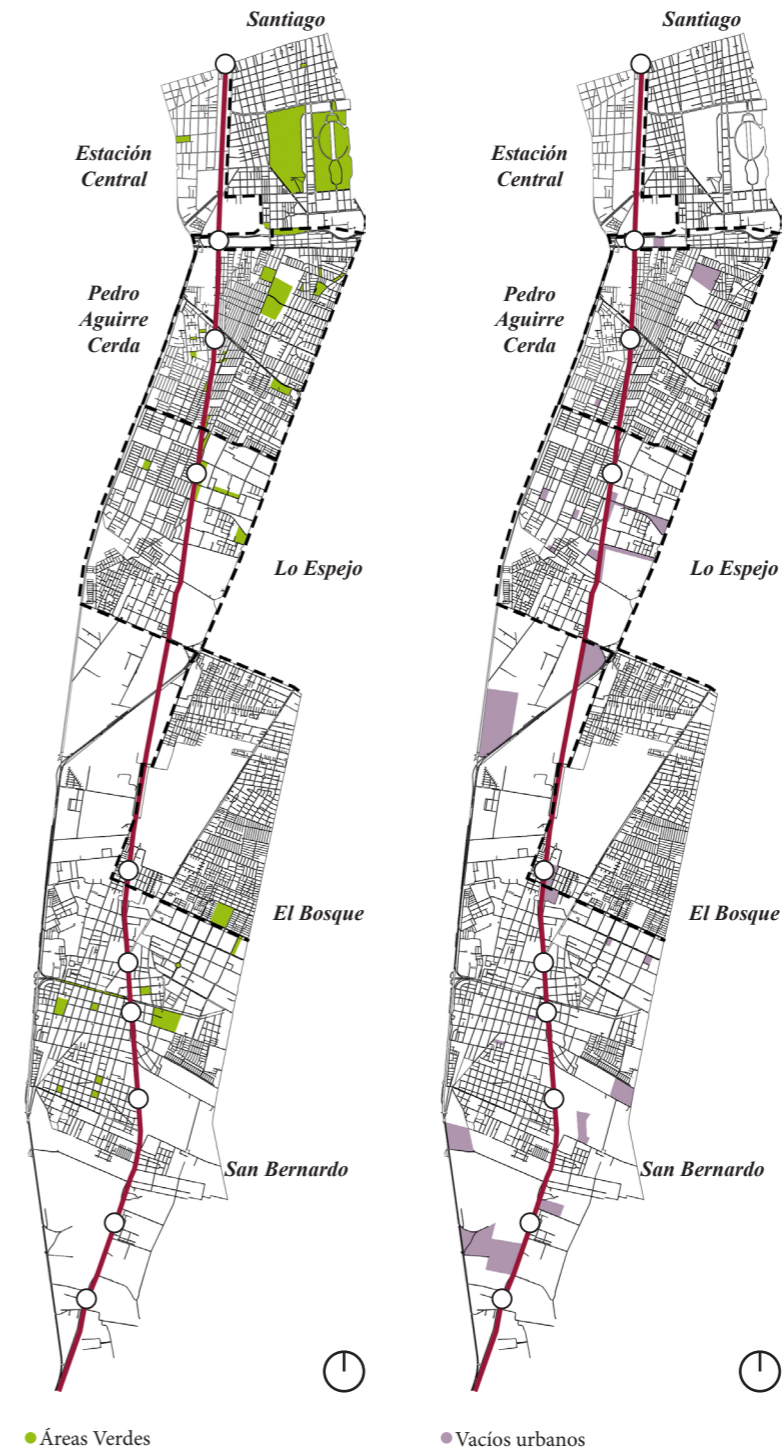 Santiago
Estación
Central
Pedro
Aguirre
Cerda
Lo Espejo
El Bosque
San Bernardo
Áreas Verdes
Santiago
Estación
Central
Pedro
Aguirre
Cerda
Lo Espejo
El Bosque
San Bernardo
Vacíos urbanos